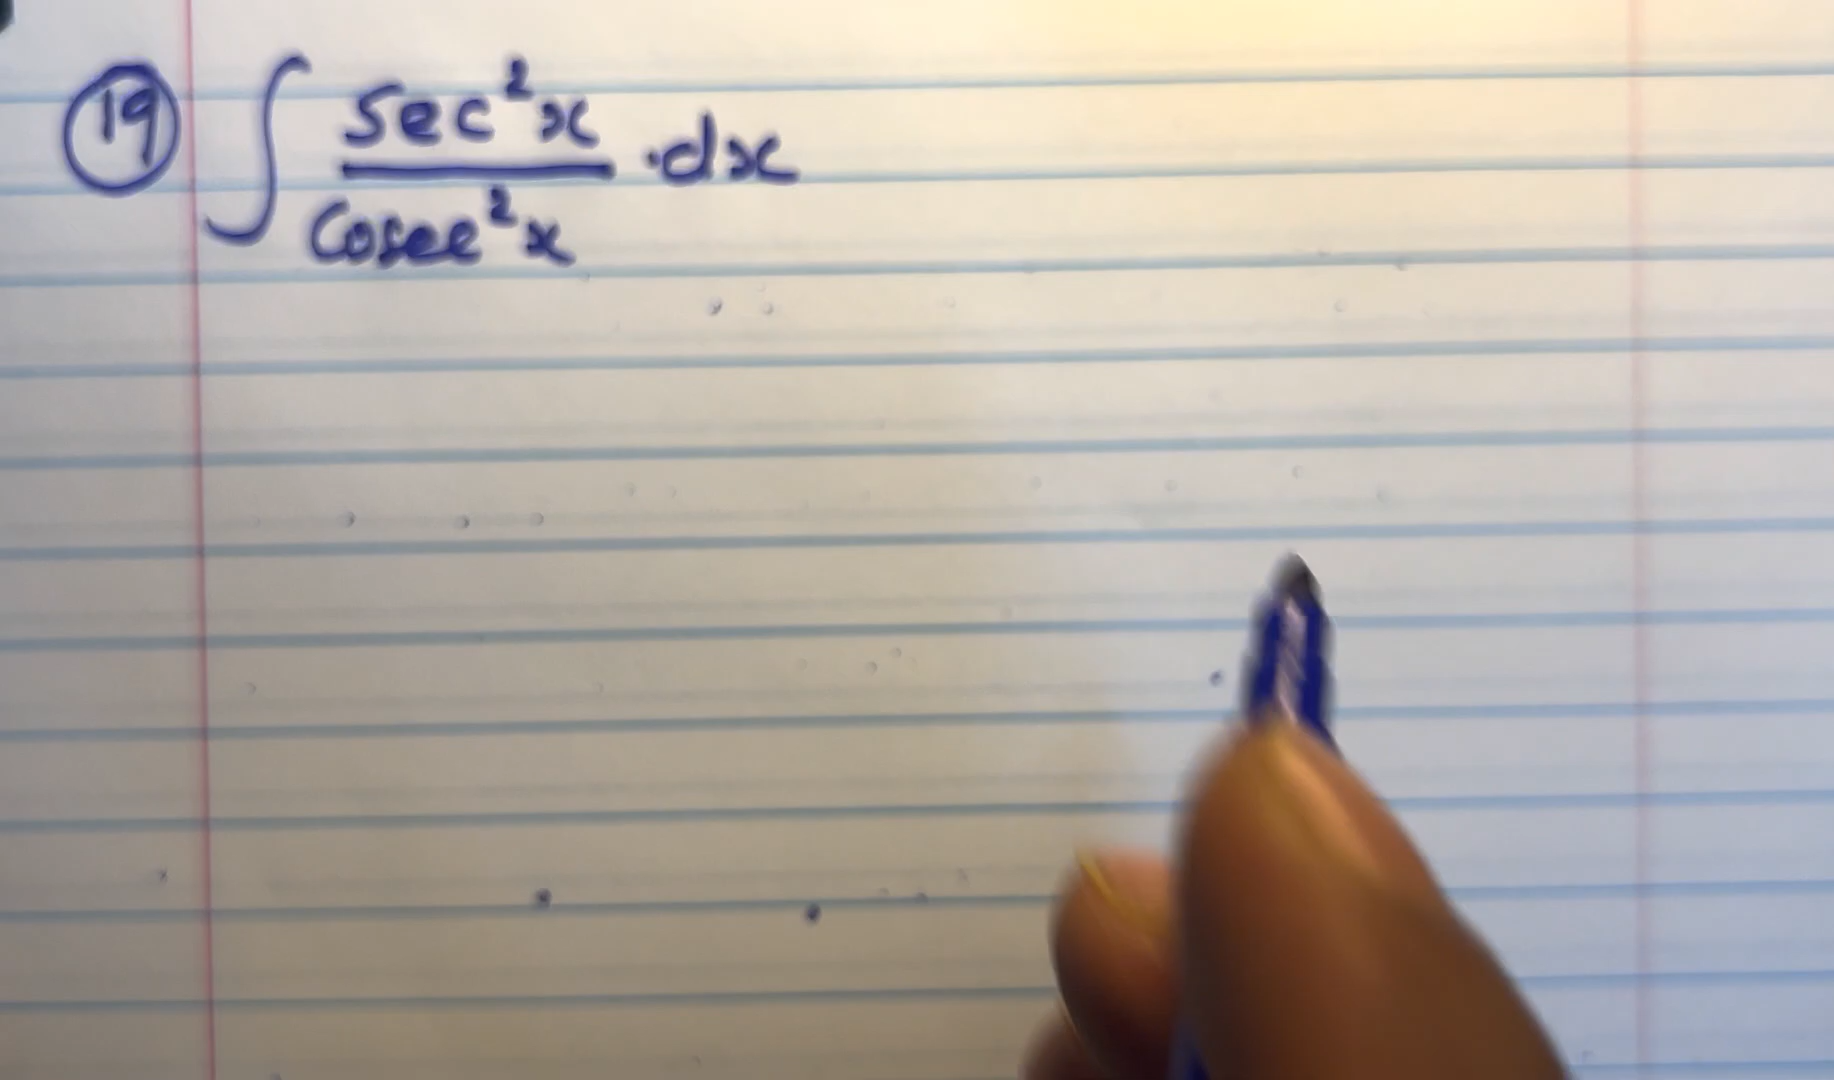 19 ∫ sec²x / cosec²x · dx